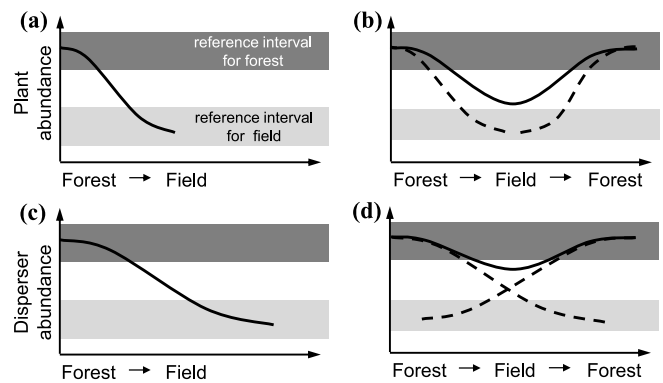 (a)
(b)
Plant
abundance
reference interval
for forest
reference interval
for field
Forest → Field
Forest → Field → Forest
(c)
(d)
Disperser
abundance
Forest → Field
Forest → Field → Forest